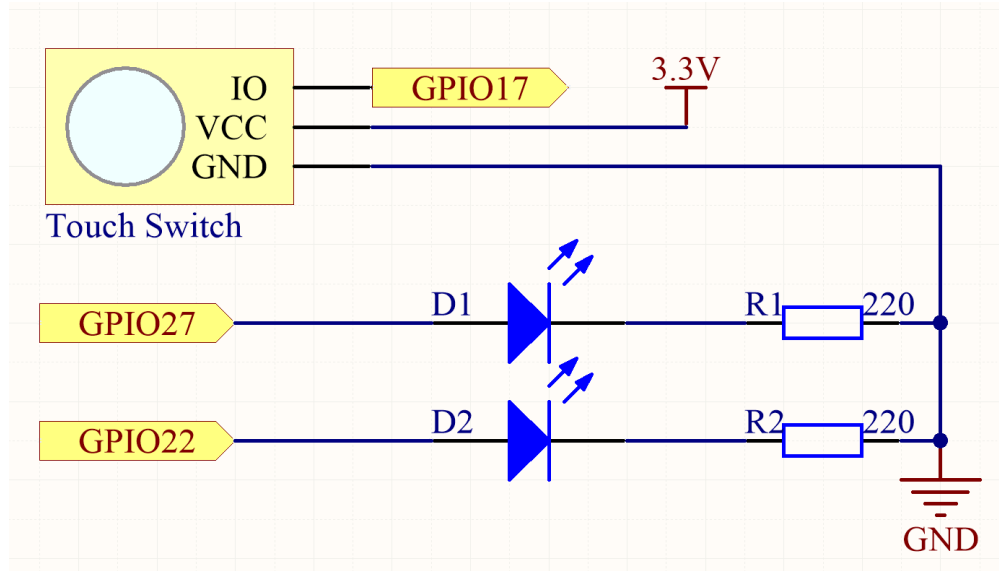 IO
GPIO17
3.3V
VCC
GND
Touch Switch
GPIO27
D1
R1
220
GPIO22
D2
R2
220
GND